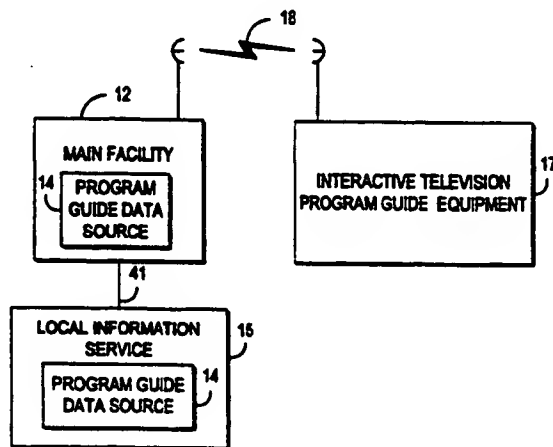 18
12
MAIN FACILITY
14
PROGRAM
GUIDE DATA
SOURCE
INTERACTIVE TELEVISION
PROGRAM GUIDE EQUIPMENT
17
41
LOCAL INFORMATION
SERVICE
15
PROGRAM GUIDE
DATA SOURCE
14